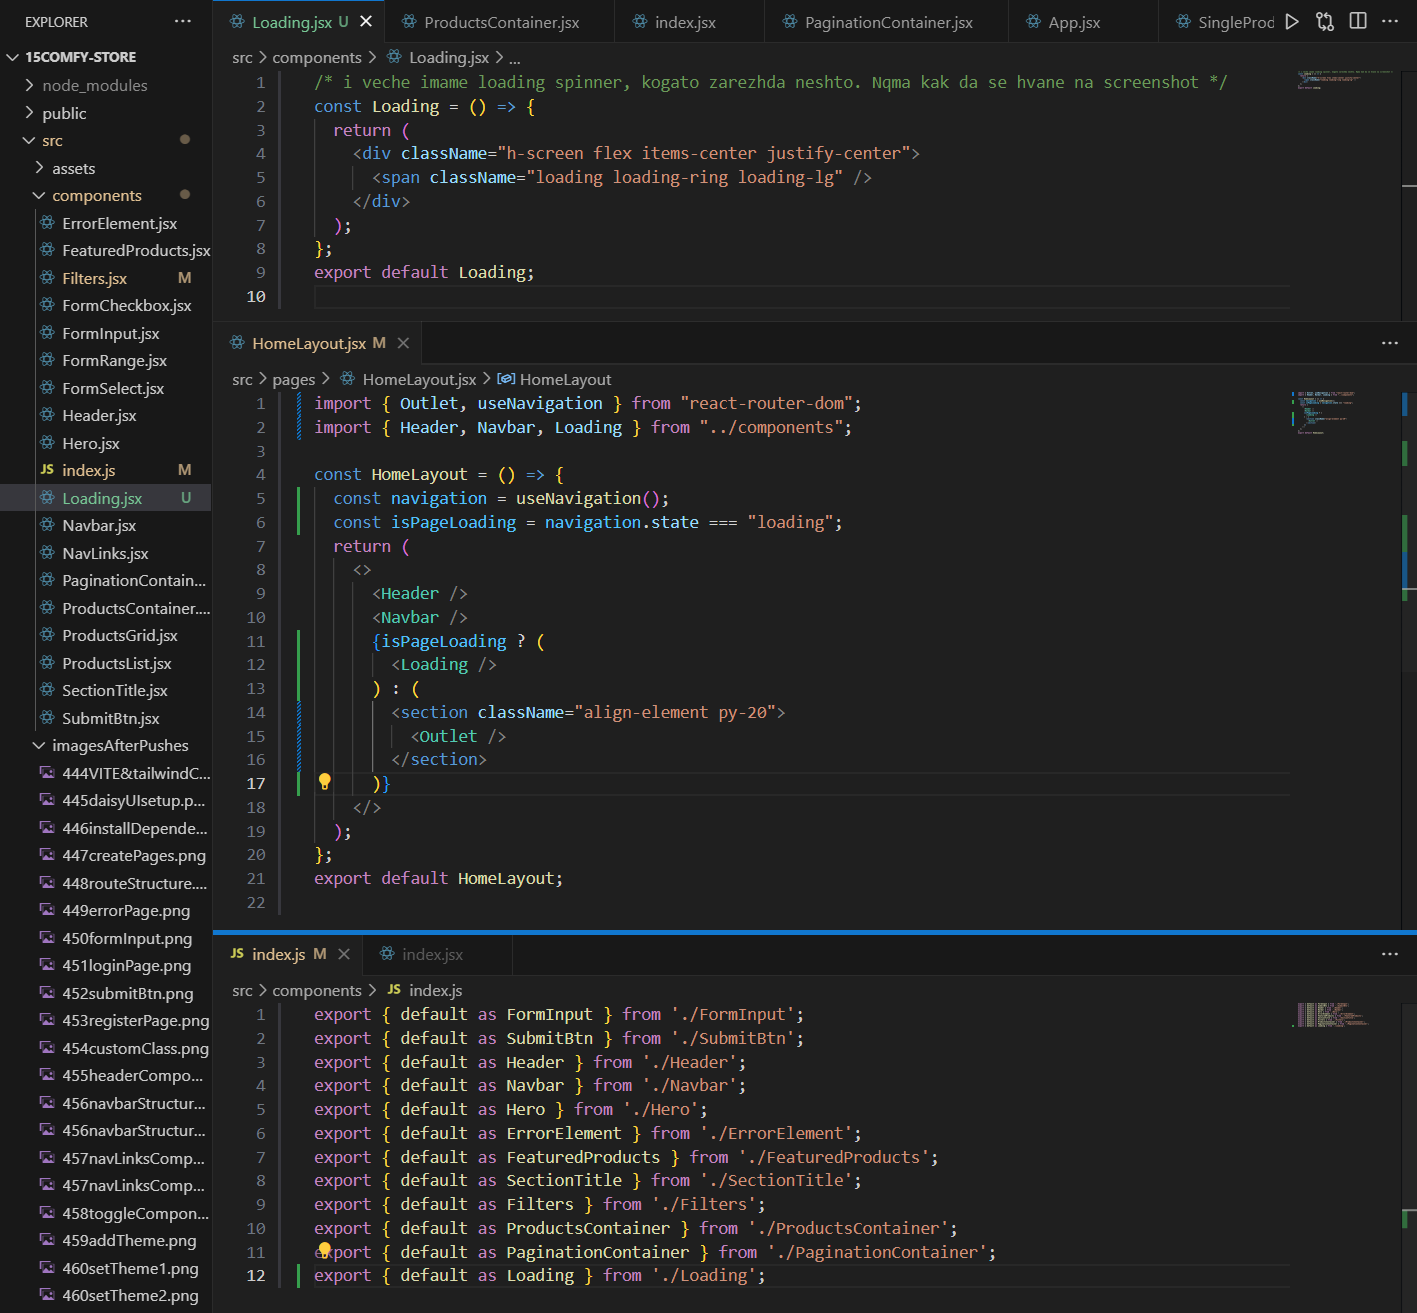 EXPLORER
15COMFY-STORE
node_modules
public
src
assets
components
ErrorElement.jsx
FeaturedProducts.jsx
Filters.jsx M
FormCheckbox.jsx
FormInput.jsx
FormRange.jsx
FormSelect.jsx
Header.jsx
Hero.jsx
JS index.js M
Loading.jsx U
Navbar.jsx
NavLinks.jsx
PaginationContain...
ProductsContainer....
ProductsGrid.jsx
ProductsList.jsx
SectionTitle.jsx
SubmitBtn.jsx
imagesAfterPushes
444VITE&tailwindC...
445daisyUIsetup.p...
446installDepende...
447createPages.png
448routeStructure....
449errorPage.png
450formInput.png
451loginPage.png
452submitBtn.png
453registerPage.png
454customClass.png
455headerCompo...
456navbarStructur...
456navbarStructur...
457navLinksComp...
457navLinksComp...
458toggleCompon...
459addTheme.png
460setTheme1.png
460setTheme2.png
Loading.jsx U ProductsContainer.jsx index.jsx PaginationContainer.jsx App.jsx SingleProd
src > components > Loading.jsx > ...
1 /* i veche imame loading spinner, kogato zarezhda neshto. Nqma kak da se hvane na screenshot */
2 const Loading = () => {
3 return (
4 <div className="h-screen flex items-center justify-center">
5 <span className="loading loading-ring loading-lg" />
6 </div>
7 );
8 };
9 export default Loading;
10
HomeLayout.jsx M
src > pages > HomeLayout.jsx > HomeLayout
1 import { Outlet, useNavigation } from "react-router-dom";
2 import { Header, Navbar, Loading } from "../components";
3
4 const HomeLayout = () => {
5 const navigation = useNavigation();
6 const isPageLoading = navigation.state === "loading";
7 return (
8 <>
9 <Header />
10 <Navbar />
11 {isPageLoading ? (
12 <Loading />
13 ) : (
14 <section className="align-element py-20">
15 <Outlet />
16 </section>
17 )}
18 </>
19 );
20 };
21 export default HomeLayout;
22
JS index.js M index.jsx
src > components > JS index.js
1 export { default as FormInput } from './FormInput';
2 export { default as SubmitBtn } from './SubmitBtn';
3 export { default as Header } from './Header';
4 export { default as Navbar } from './Navbar';
5 export { default as Hero } from './Hero';
6 export { default as ErrorElement } from './ErrorElement';
7 export { default as FeaturedProducts } from './FeaturedProducts';
8 export { default as SectionTitle } from './SectionTitle';
9 export { default as Filters } from './Filters';
10 export { default as ProductsContainer } from './ProductsContainer';
11 export { default as PaginationContainer } from './PaginationContainer';
12 export { default as Loading } from './Loading';